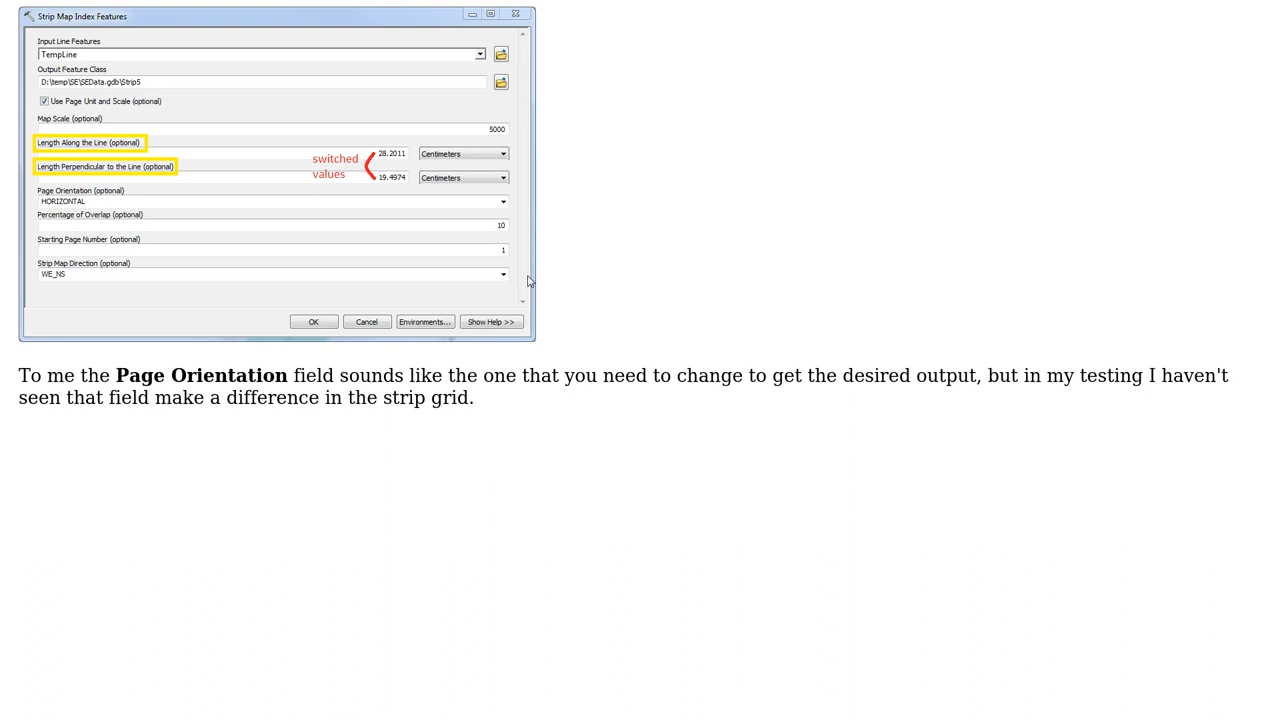 Strip Map Index Features
Input Line Features
TempLine
Output Feature Class
D:\temp\SE\SEData.gdb\Strip5
Use Page Unit and Scale (optional)
Map Scale (optional)
5000
Length Along the Line (optional)
28.2011 Centimeters
switched
values
Length Perpendicular to the Line (optional)
19.4974 Centimeters
Page Orientation (optional)
HORIZONTAL
Percentage of Overlap (optional)
10
Starting Page Number (optional)
1
Strip Map Direction (optional)
WE_NS
OK Cancel Environments... Show Help >>
To me the Page Orientation field sounds like the one that you need to change to get the desired output, but in my testing I haven't
seen that field make a difference in the strip grid.